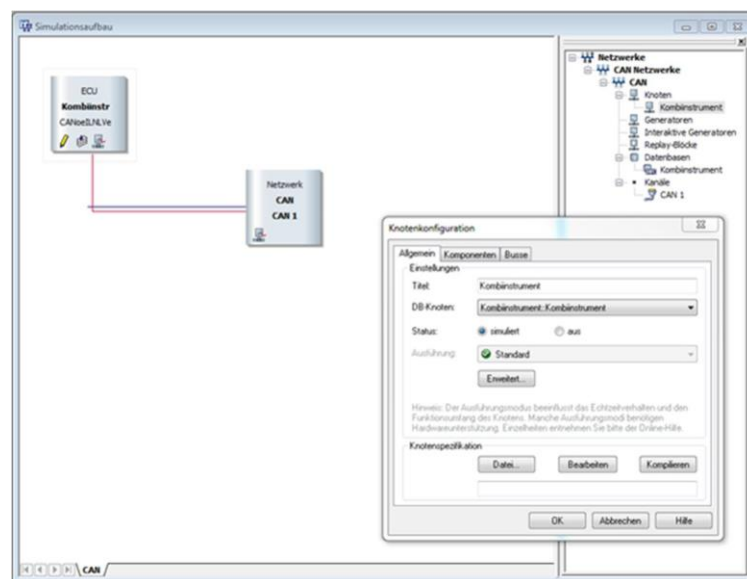 Simulationsaufbau
ECU
Kombiinstr
CANoeILNLVe
Netzwerk
CAN
CAN 1
Netzwerke
CAN Netzwerke
CAN
Knoten
Kombiinstrument
Generatoren
Interaktive Generatoren
Replay-Blöcke
Datenbasen
Kombiinstrument
Kanäle
CAN 1
Knotenkonfiguration
Allgemein Komponenten Busse
Einstellungen
Titel: Kombiinstrument
DB-Knoten: Kombiinstrument::Kombiinstrument
Status: simuliert aus
Ausführung: Standard
Erweitert...
Hinweis: Der Ausführungsmodus beeinflusst das Echtzeitverhalten und den
Funktionsumfang des Knotens. Manche Ausführungsmodi benötigen
Hardwareunterstützung. Einzelheiten entnehmen Sie bitte der Online-Hilfe.
Knotenspezifikation
Datei... Bearbeiten Kompilieren
OK Abbrechen Hilfe
CAN